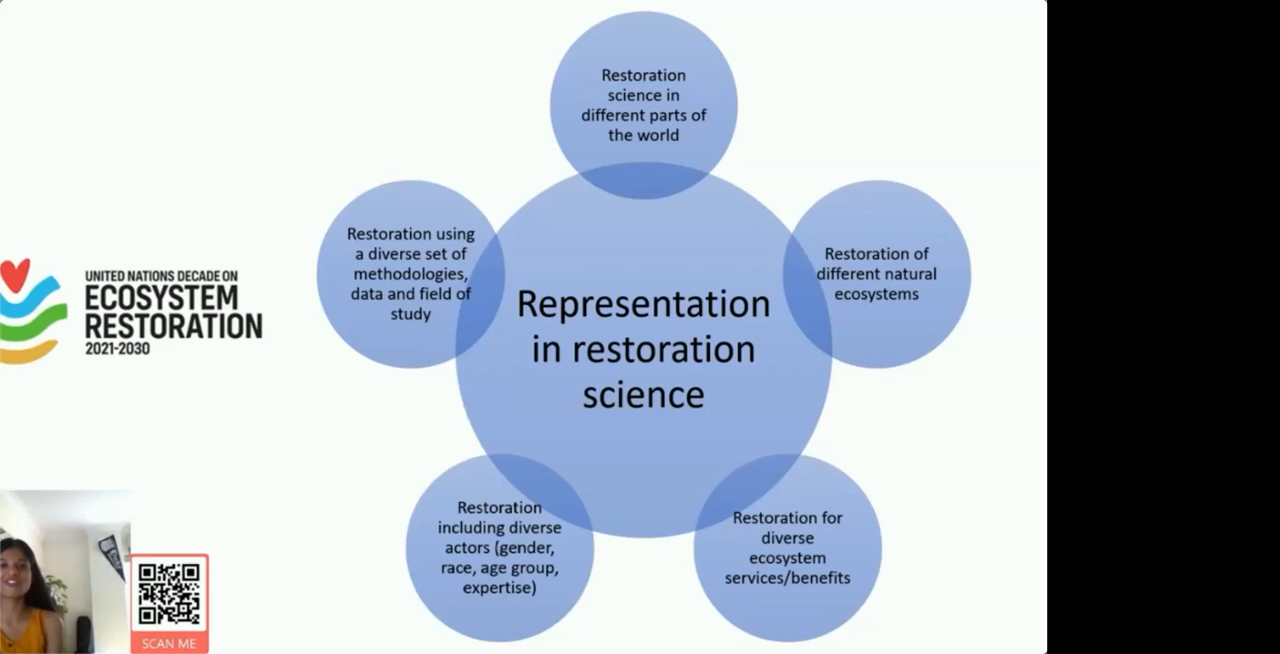 Restoration
science in
different parts of
the world
Restoration using
a diverse set of
methodologies,
data and field of
study
Restoration of
different natural
ecosystems
UNITED NATIONS DECADE ON
ECOSYSTEM
RESTORATION
2021-2030
Representation
in restoration
science
Restoration
including diverse
actors (gender,
race, age group,
expertise)
Restoration for
diverse
ecosystem
services/benefits
SCAN ME